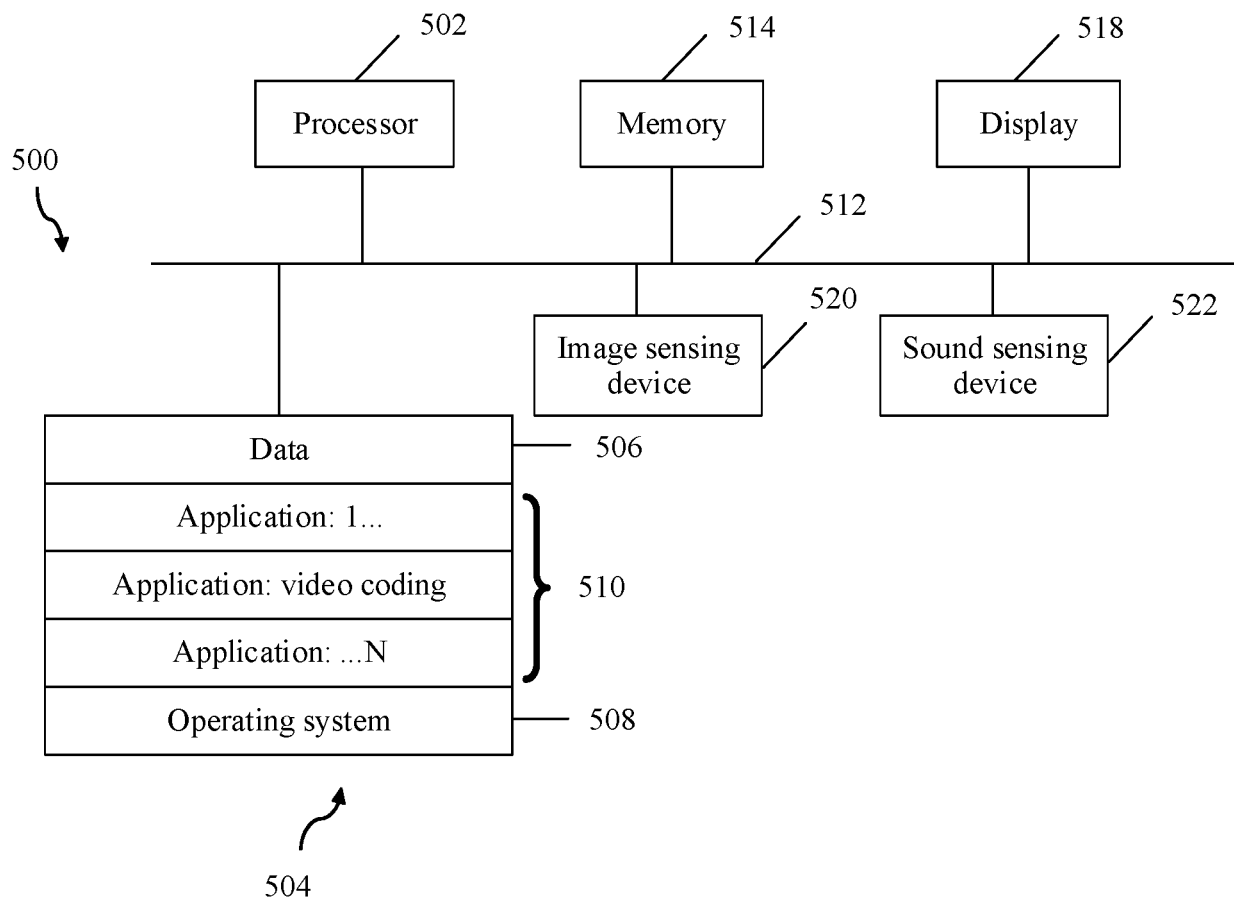 502
514
518
Processor
Memory
Display
500
512
520
522
Image sensing
device
Sound sensing
device
Data
506
Application: 1...
Application: video coding
510
Application: ...N
Operating system
508
504